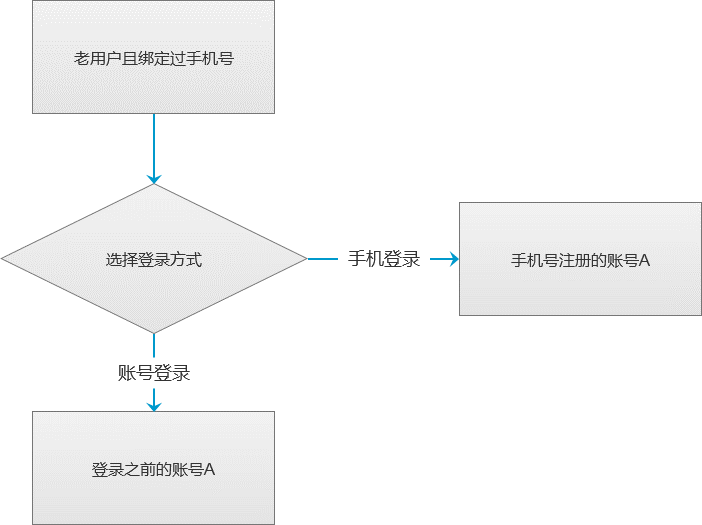 老用户且绑定过手机号
选择登录方式
手机登录
手机号注册的账号A
账号登录
登录之前的账号A